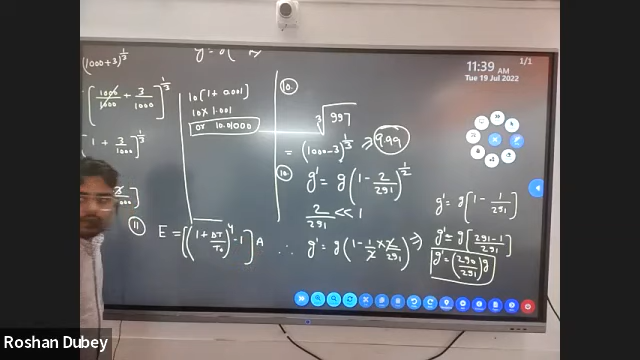 (1000+3)^{1/3}
[1000/1000 + 3/1000]^{1/3}
[1 + 3/1000]^{1/3}
/1000]
10[1+0.001]
10 x 1.001
or 10.01000
10.
∛997
= (1000-3)^{1/3} ⇒ 9.99
10. g' = g(1 - 2/291)^{1/2}
2/291 << 1
∴ g' = g(1 - 1/2 x 2/291) ⇒
g' = g[1 - 1/291]
g' = g[291-1/291]
g' = (290/291)g
11 E = [(1 + ΔT/T₀)^4 - 1] A
11:39 AM
Tue 19 Jul 2022
1/1
Roshan Dubey